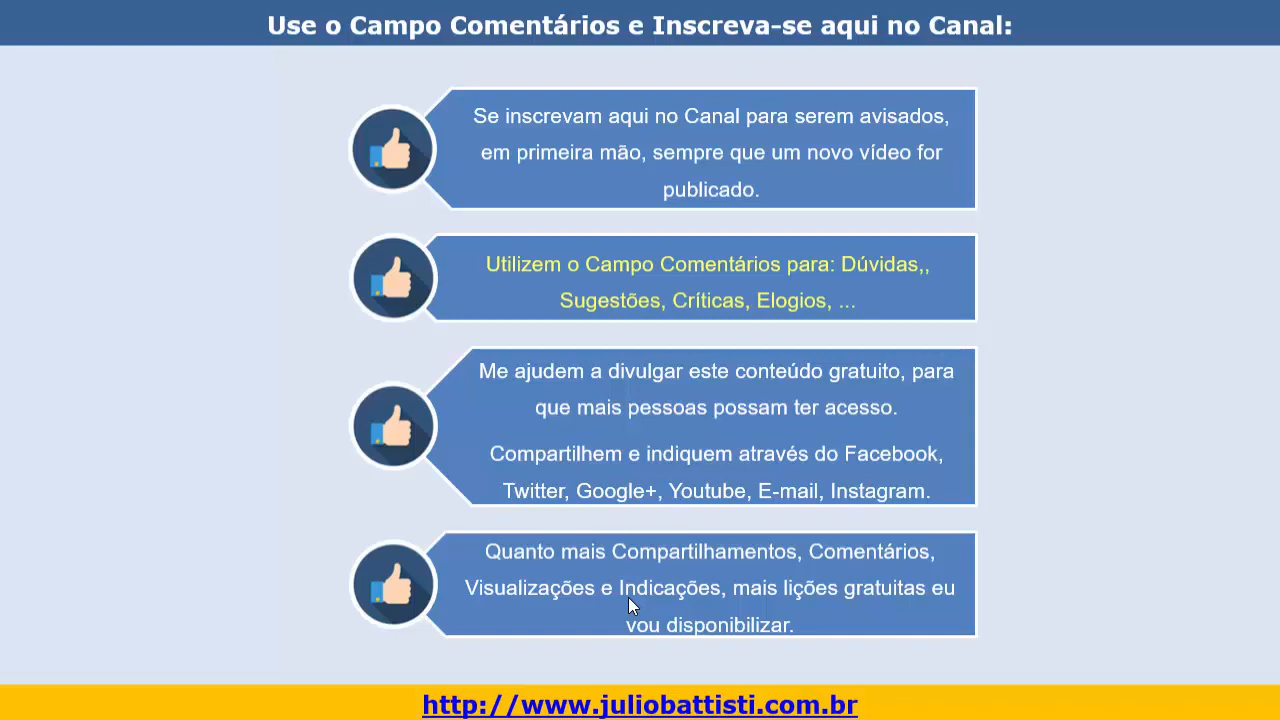 Use o Campo Comentários e Inscreva-se aqui no Canal:
Se inscrevam aqui no Canal para serem avisados,
em primeira mão, sempre que um novo vídeo for
publicado.
Utilizem o Campo Comentários para: Dúvidas,,
Sugestões, Críticas, Elogios, ...
Me ajudem a divulgar este conteúdo gratuito, para
que mais pessoas possam ter acesso.
Compartilhem e indiquem através do Facebook,
Twitter, Google+, Youtube, E-mail, Instagram.
Quanto mais Compartilhamentos, Comentários,
Visualizações e Indicações, mais lições gratuitas eu
vou disponibilizar.
http://www.juliobattisti.com.br